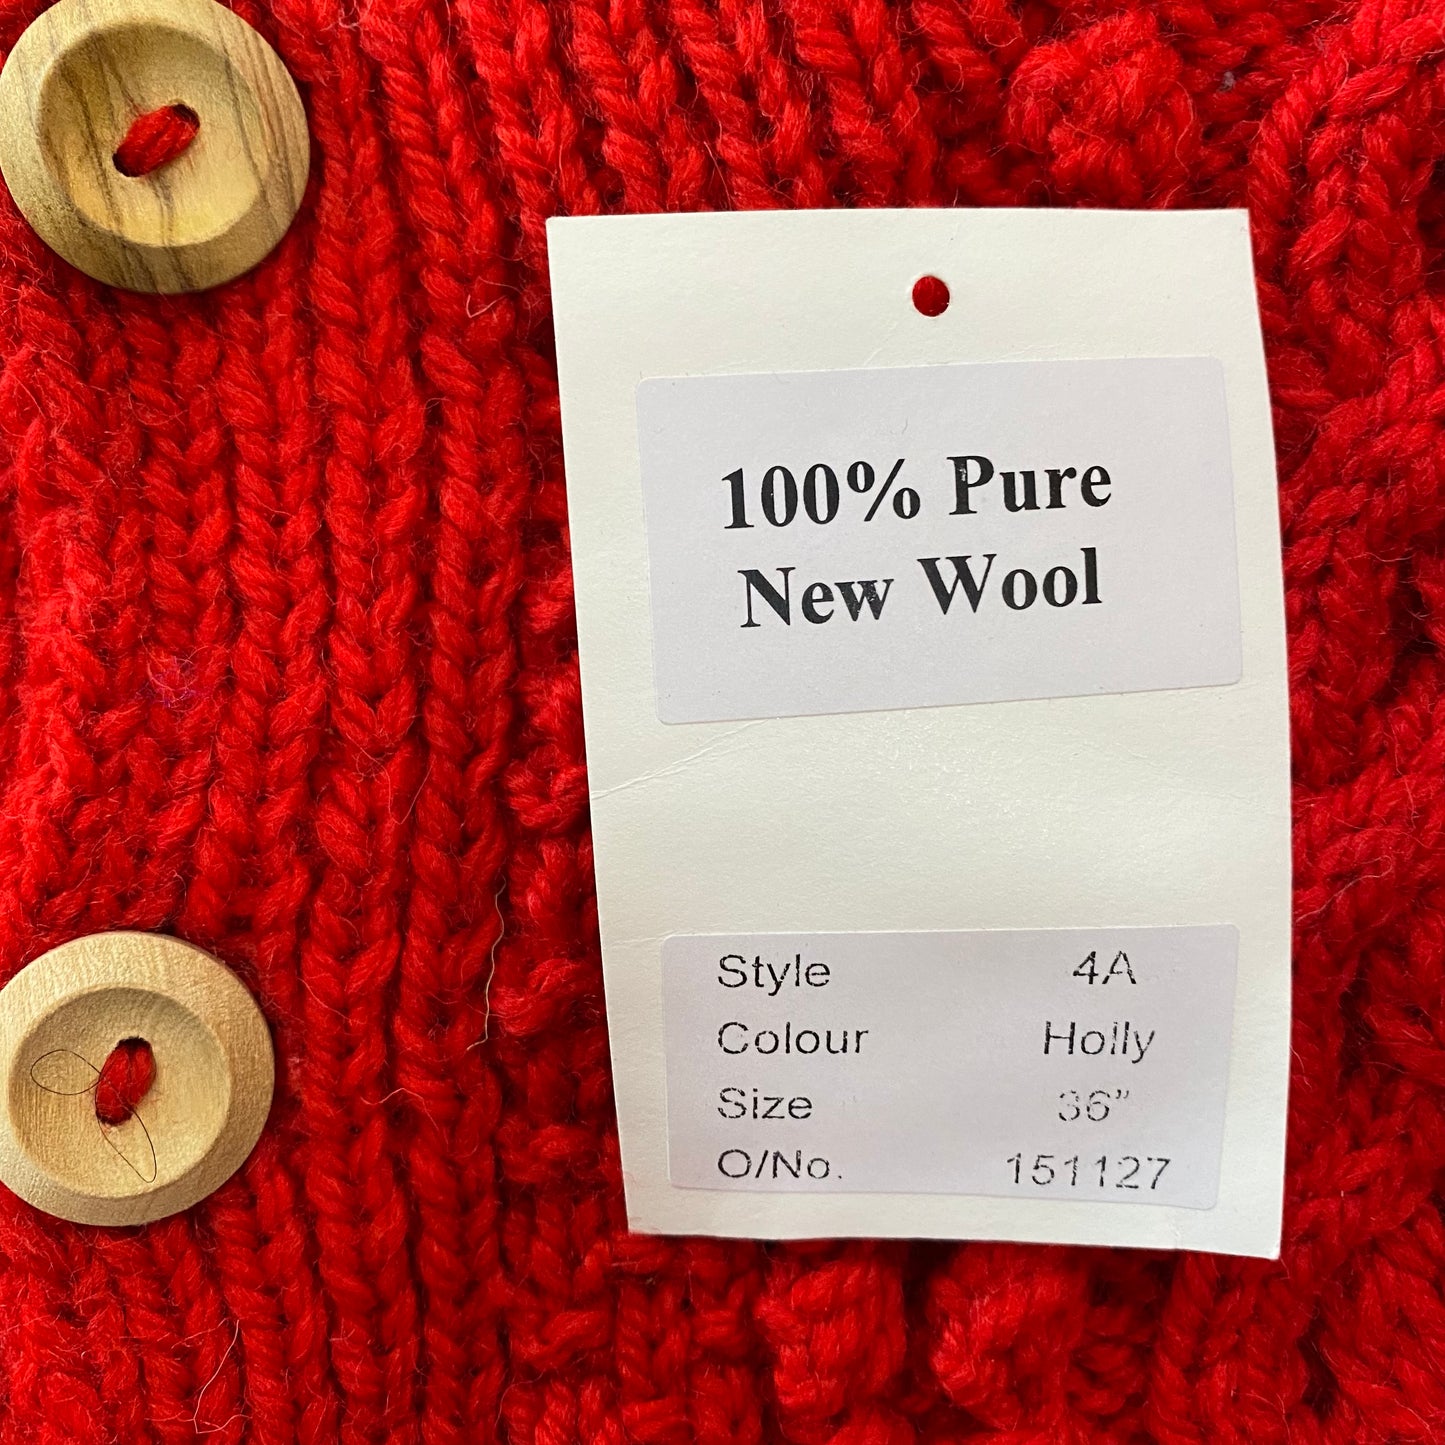 100% Pure
New Wool
Style 4A
Colour Holly
Size 36”
O/No. 151127